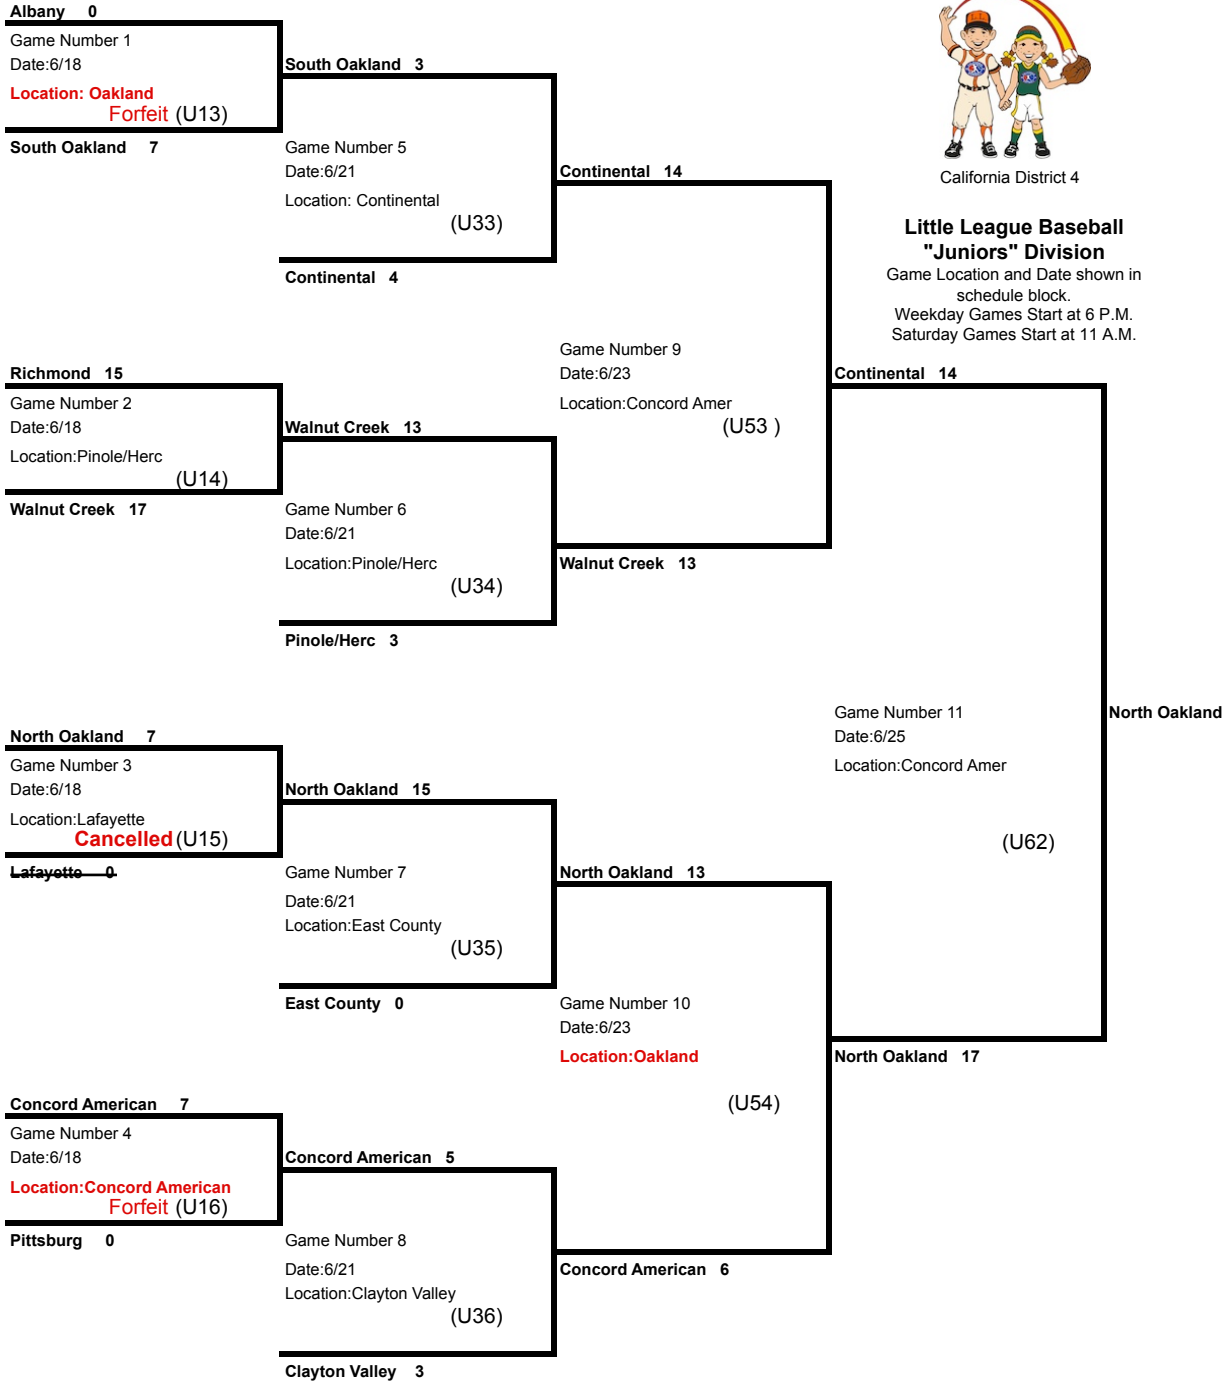 Albany 0
Game Number 1
Date:6/18
Location: Oakland
Forfeit (U13)
South Oakland 7
Richmond 15
Game Number 2
Date:6/18
Location:Pinole/Herc
(U14)
Walnut Creek 17
North Oakland 7
Game Number 3
Date:6/18
Location:Lafayette
Cancelled (U15)
Lafayette 0
Concord American 7
Game Number 4
Date:6/18
Location:Concord American
Forfeit (U16)
Pittsburg 0
South Oakland 3
Game Number 5
Date:6/21
Location: Continental
(U33)
Continental 4
Walnut Creek 13
Game Number 6
Date:6/21
Location:Pinole/Herc
(U34)
Pinole/Herc 3
North Oakland 15
Game Number 7
Date:6/21
Location:East County
(U35)
East County 0
Concord American 5
Game Number 8
Date:6/21
Location:Clayton Valley
(U36)
Clayton Valley 3
Continental 14
Game Number 9
Date:6/23
Location:Concord Amer
(U53 )
Walnut Creek 13
North Oakland 13
Game Number 10
Date:6/23
Location:Oakland
(U54)
Concord American 6
California District 4
Little League Baseball
"Juniors" Division
Game Location and Date shown in
schedule block.
Weekday Games Start at 6 P.M.
Saturday Games Start at 11 A.M.
Continental 14
Game Number 11
Date:6/25
Location:Concord Amer
(U62)
North Oakland 17
North Oakland